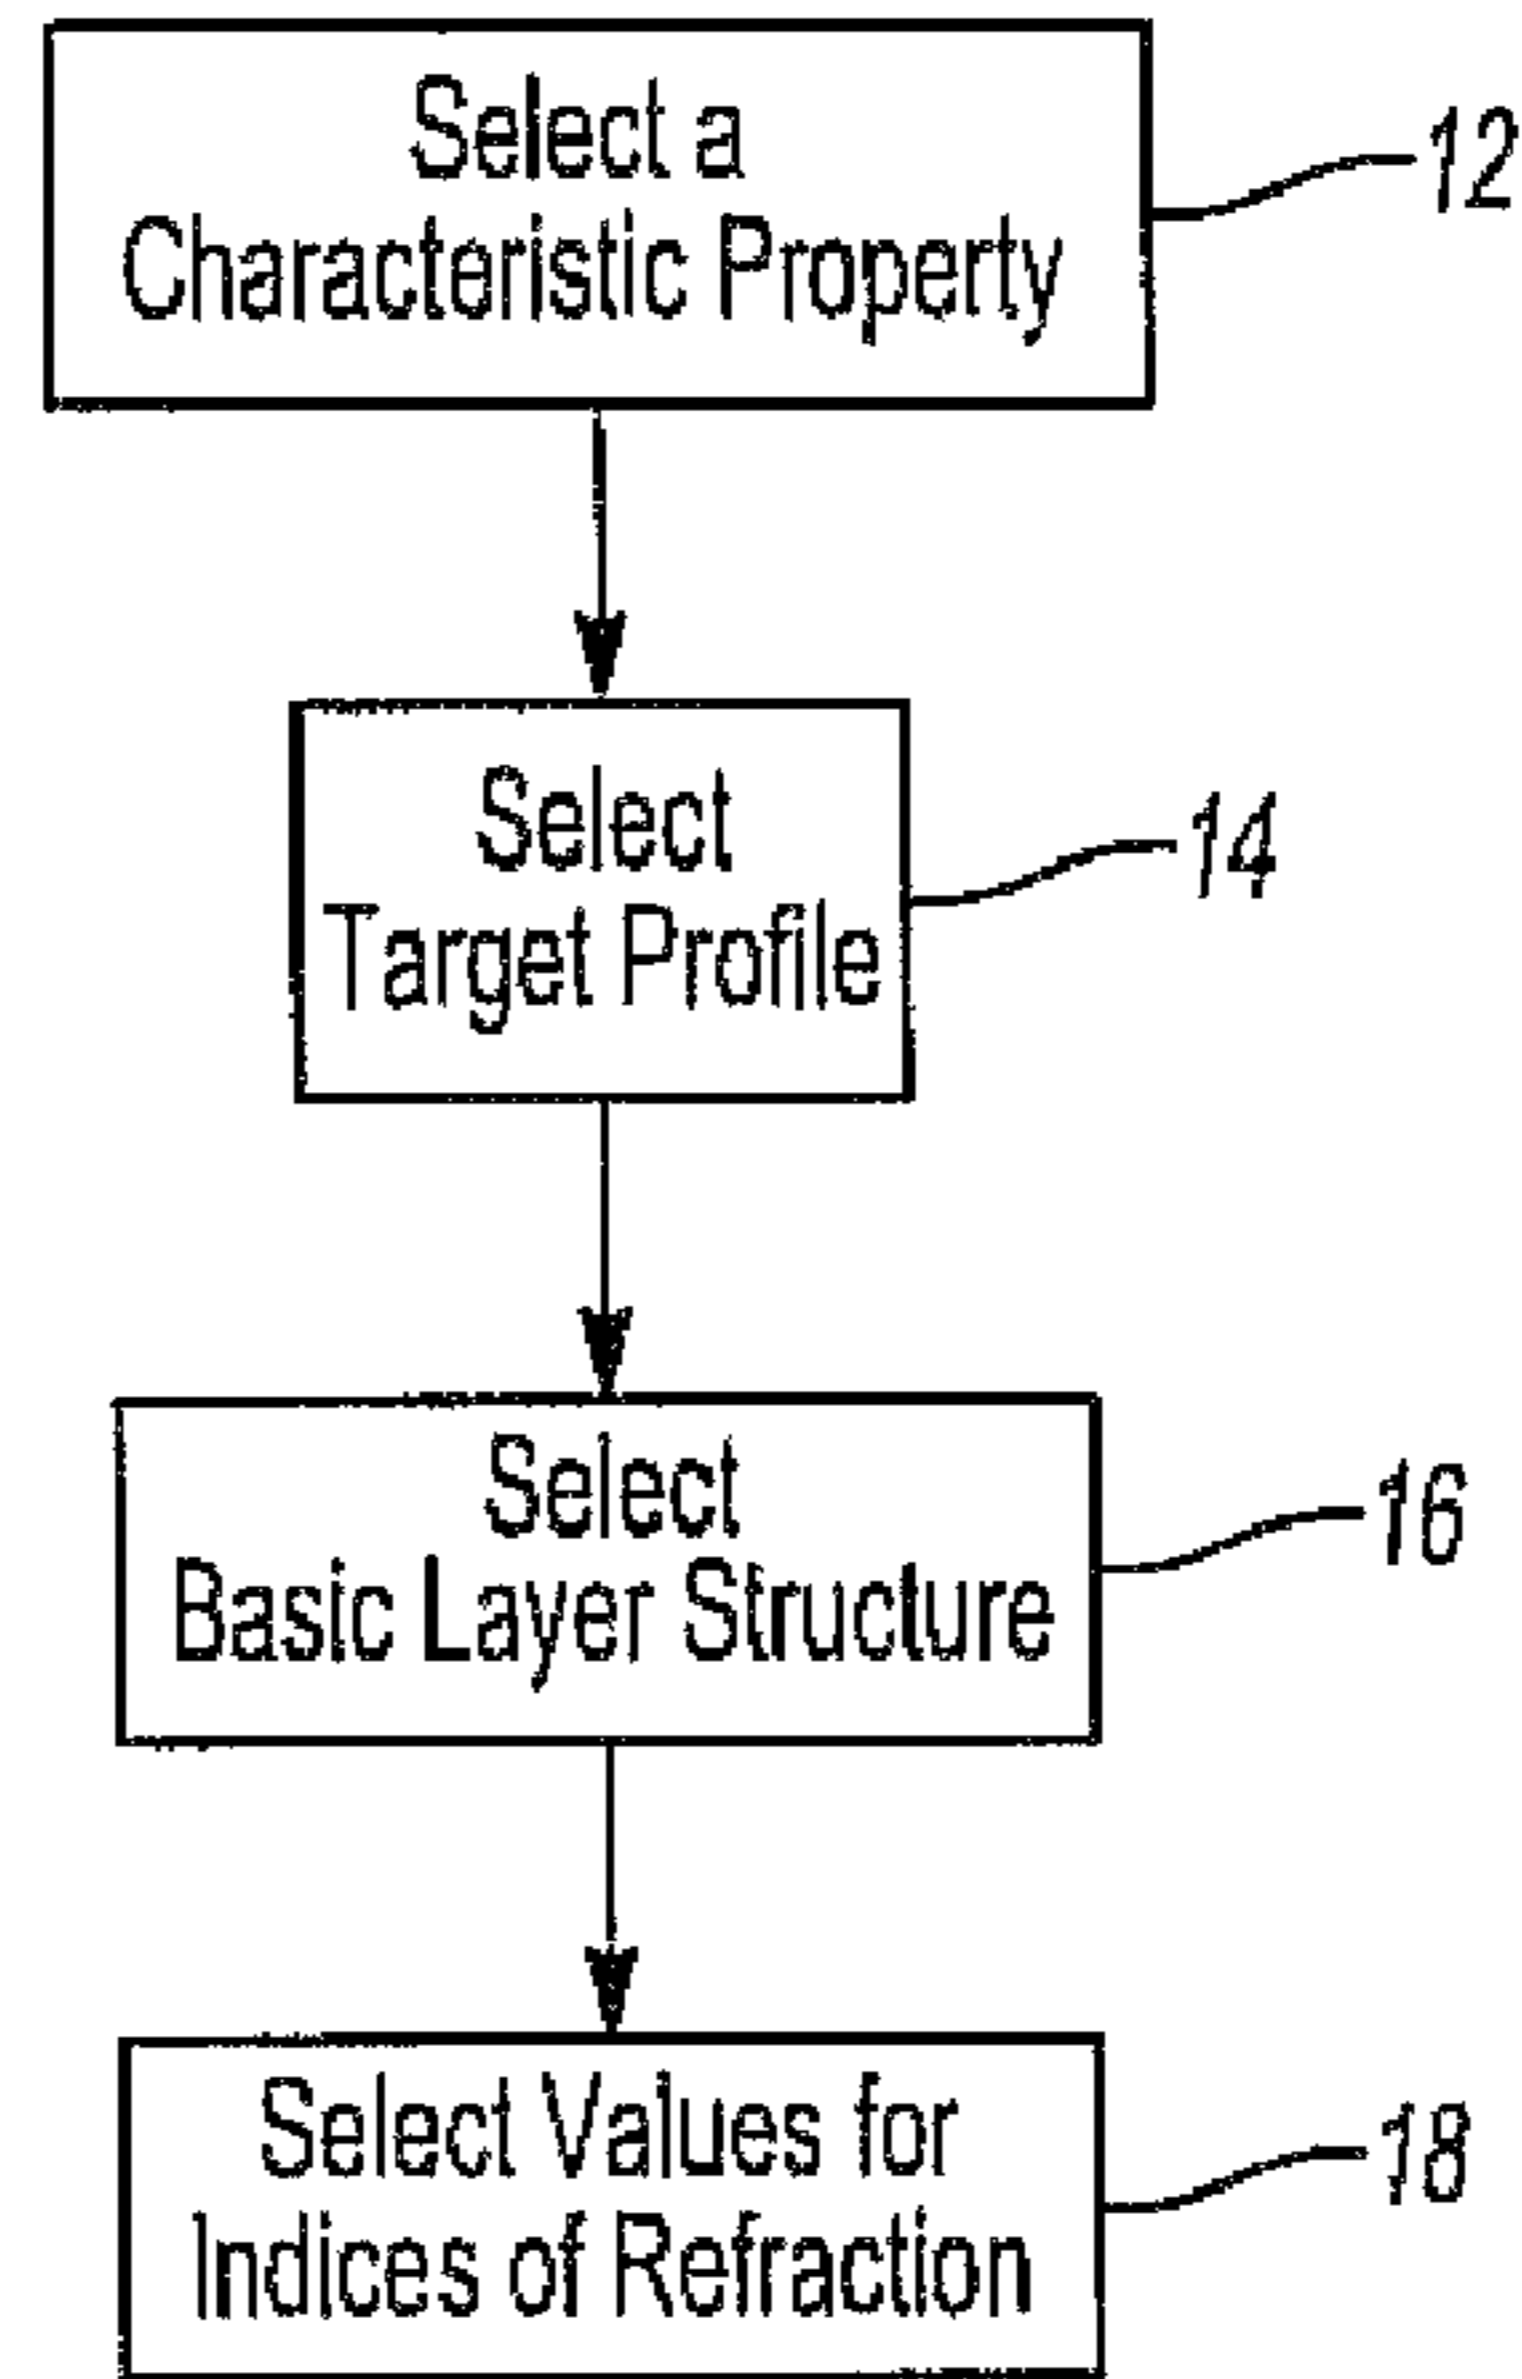 Select a
Characteristic Property
12
Select
Target Profile
14
Select
Basic Layer Structure
16
Select Values for
Indices of Refraction
18